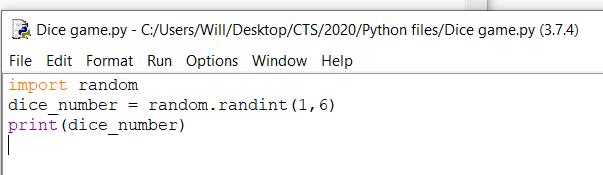 Dice game.py - C:/Users/Will/Desktop/CTS/2020/Python files/Dice game.py (3.7.4)
File Edit Format Run Options Window Help
import random
dice_number = random.randint(1,6)
print(dice_number)